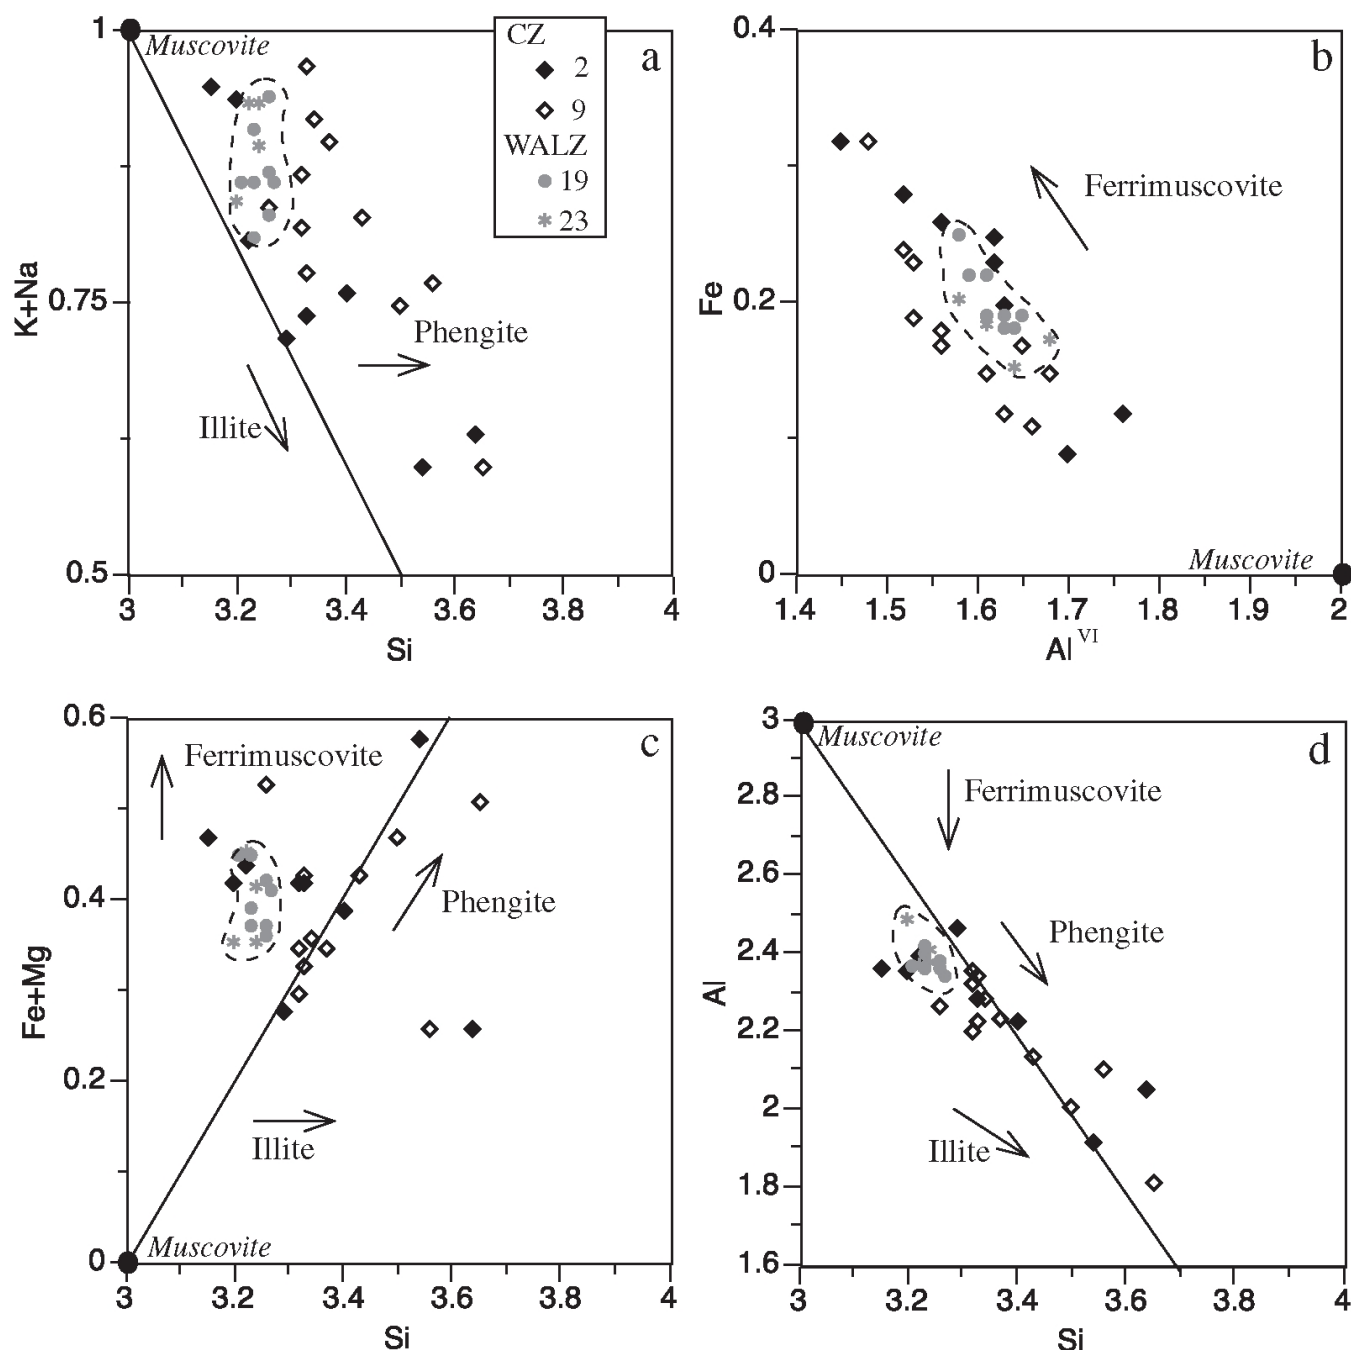 1
Muscovite
a
CZ
2
9
WALZ
19
23
K+Na
0.75
Phengite
Illite
0.5
3
3.2
3.4
3.6
3.8
4
Si
0.4
b
Ferrimuscovite
Fe
0.2
Muscovite
0
1.4
1.5
1.6
1.7
1.8
1.9
2
Al VI
0.6
c
Ferrimuscovite
0.4
Phengite
Fe+Mg
0.2
Illite
0
Muscovite
3
3.2
3.4
3.6
3.8
4
Si
3
Muscovite
d
2.8
Ferrimuscovite
2.6
Phengite
2.4
Al
2.2
2
Illite
1.8
1.6
3
3.2
3.4
3.6
3.8
4
Si